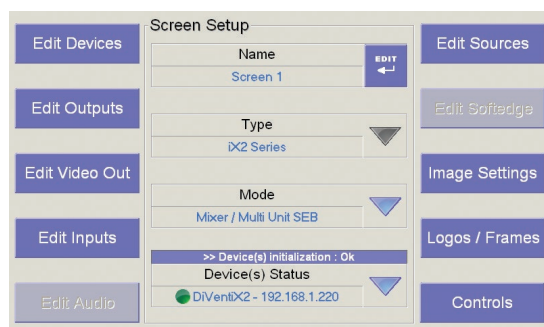 Screen Setup
Edit Devices
Edit Outputs
Edit Video Out
Edit Inputs
Edit Audio
Name
EDIT
Screen 1
Type
iX2 Series
Mode
Mixer / Multi Unit SEB
>> Device(s) initialization : Ok
Device(s) Status
DiVentiX2 - 192.168.1.220
Edit Sources
Edit Softedge
Image Settings
Logos / Frames
Controls